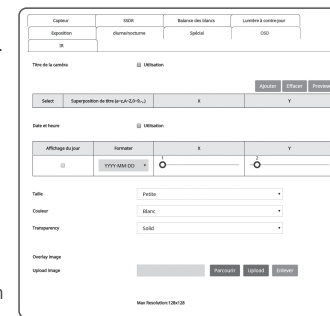 Capteur SSDR Balance des blancs Lumière à contre-jour
Exposition diurne/nocturne Spécial OSD
IR
Titre de la caméra Utilisation
Ajouter Effacer Preview
Select Superposition de titre (a~z,A~Z,0~9...,) X Y
Date et heure Utilisation
Affichage du jour Formater X Y
YYYY-MM-DD 1 2
Taille Petite
Couleur Blanc
Transparency Solid
Overlay image
Upload image Parcourir Upload Enlever
Max Resolution:128x128